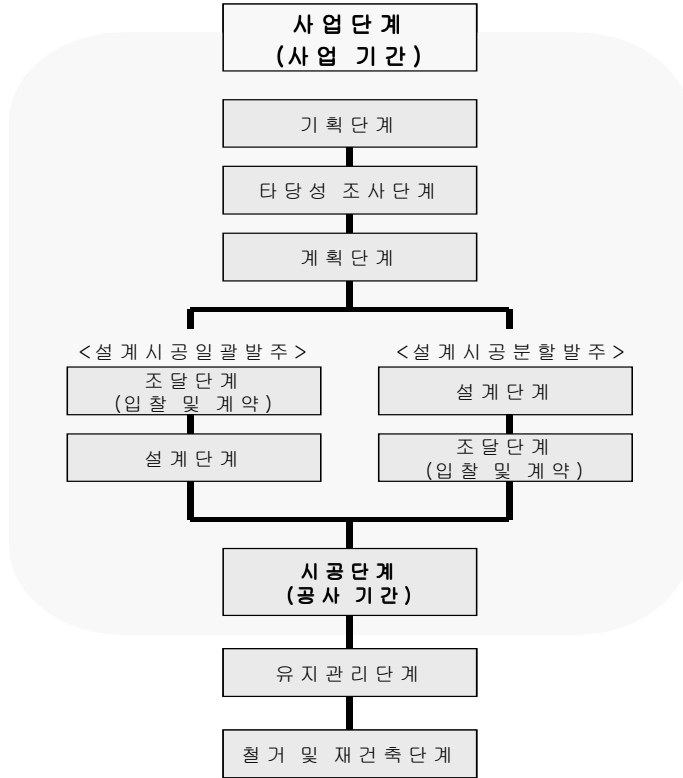 사업단계
(사업 기간)
기획단계
타당성 조사단계
계획단계
<설계시공일괄발주>
조달단계
(입찰 및 계약)
설계단계
<설계시공분할발주>
설계단계
조달단계
(입찰 및 계약)
시공단계
(공사 기간)
유지관리단계
철거 및 재건축단계